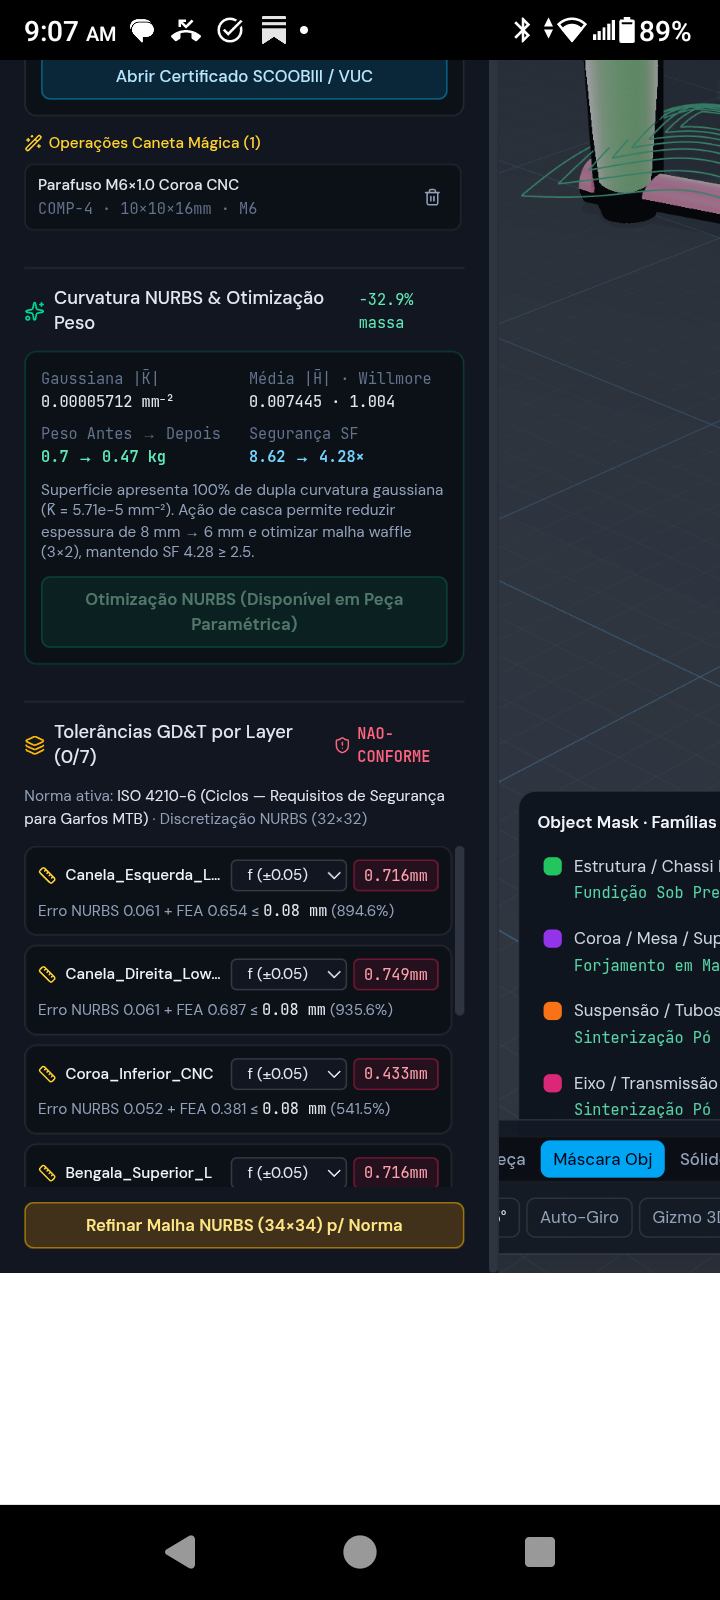 9:07 AM
89%
Abrir Certificado SCOOBIII / VUC
Operações Caneta Mágica (1)
Parafuso M6×1.0 Coroa CNC
COMP-4 · 10×10×16mm · M6
Curvatura NURBS & Otimização
Peso
-32.9%
massa
Gaussiana |K̄|
0.00005712 mm⁻²
Média |H̄| · Willmore
0.007445 · 1.004
Peso Antes → Depois
0.7 → 0.47 kg
Segurança SF
8.62 → 4.28×
Superfície apresenta 100% de dupla curvatura gaussiana
(K̄ = 5.71e-5 mm⁻²). Ação de casca permite reduzir
espessura de 8 mm → 6 mm e otimizar malha waffle
(3×2), mantendo SF 4.28 ≥ 2.5.
Otimização NURBS (Disponível em Peça
Paramétrica)
Tolerâncias GD&T por Layer
(0/7)
NAO-
CONFORME
Norma ativa: ISO 4210-6 (Ciclos — Requisitos de Segurança
para Garfos MTB) · Discretização NURBS (32×32)
Canela_Esquerda_L... f (±0.05) 0.716mm
Erro NURBS 0.061 + FEA 0.654 ≤ 0.08 mm (894.6%)
Canela_Direita_Low... f (±0.05) 0.749mm
Erro NURBS 0.061 + FEA 0.687 ≤ 0.08 mm (935.6%)
Coroa_Inferior_CNC f (±0.05) 0.433mm
Erro NURBS 0.052 + FEA 0.381 ≤ 0.08 mm (541.5%)
Bengala_Superior_L f (±0.05) 0.716mm
Refinar Malha NURBS (34×34) p/ Norma
Object Mask · Famílias
Estrutura / Chassi
Fundição Sob Pre
Coroa / Mesa / Sup
Forjamento em Ma
Suspensão / Tubos
Sinterização Pó
Eixo / Transmissão
Sinterização Pó
eça Máscara Obj Sólid
° Auto-Giro Gizmo 3D